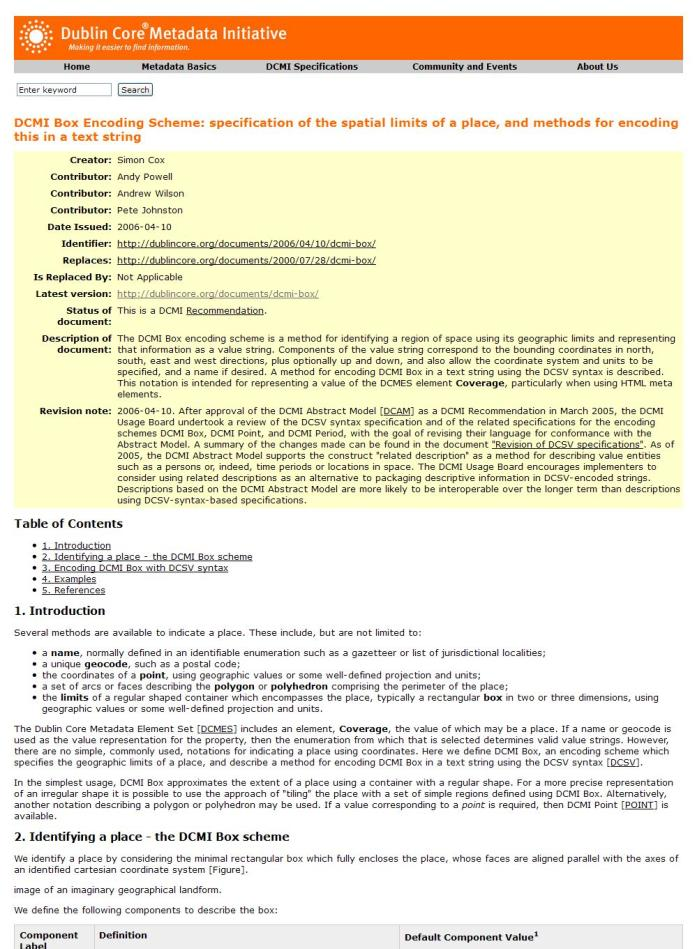 Dublin Core® Metadata Initiative
Making it easier to find information.
Home Metadata Basics DCMI Specifications Community and Events About Us
Enter keyword Search
DCMI Box Encoding Scheme: specification of the spatial limits of a place, and methods for encoding
this in a text string
Creator: Simon Cox
Contributor: Andy Powell
Contributor: Andrew Wilson
Contributor: Pete Johnston
Date Issued: 2006-04-10
Identifier: http://dublincore.org/documents/2006/04/10/dcmi-box/
Replaces: http://dublincore.org/documents/2000/07/28/dcmi-box/
Is Replaced By: Not Applicable
Latest version: http://dublincore.org/documents/dcmi-box/
Status of document: This is a DCMI Recommendation.
Description of document: The DCMI Box encoding scheme is a method for identifying a region of space using its geographic limits and representing
that information as a value string. Components of the value string correspond to the bounding coordinates in north,
south, east and west directions, plus optionally up and down, and also allow the coordinate system and units to be
specified, and a name if desired. A method for encoding DCMI Box in a text string using the DCSV syntax is described.
This notation is intended for representing a value of the DCMES element Coverage, particularly when using HTML meta
elements.
Revision note: 2006-04-10. After approval of the DCMI Abstract Model [DCAM] as a DCMI Recommendation in March 2005, the DCMI
Usage Board undertook a review of the DCSV syntax specification and of the related specifications for the encoding
schemes DCMI Box, DCMI Point, and DCMI Period, with the goal of revising their language for conformance with the
Abstract Model. A summary of the changes made can be found in the document "Revision of DCSV specifications". As of
2005, the DCMI Abstract Model supports the construct "related description" as a method for describing value entities
such as a persons or, indeed, time periods or locations in space. The DCMI Usage Board encourages implementers to
consider using related descriptions as an alternative to packaging descriptive information in DCSV-encoded strings.
Descriptions based on the DCMI Abstract Model are more likely to be interoperable over the longer term than descriptions
using DCSV-syntax-based specifications.
Table of Contents
• 1. Introduction
• 2. Identifying a place - the DCMI Box scheme
• 3. Encoding DCMI Box with DCSV syntax
• 4. Examples
• 5. References
1. Introduction
Several methods are available to indicate a place. These include, but are not limited to:
• a name, normally defined in an identifiable enumeration such as a gazetteer or list of jurisdictional localities;
• a unique geocode, such as a postal code;
• the coordinates of a point, using geographic values or some well-defined projection and units;
• a set of arcs or faces describing the polygon or polyhedron comprising the perimeter of the place;
• the limits of a regular shaped container which encompasses the place, typically a rectangular box in two or three dimensions, using
geographic values or some well-defined projection and units.
The Dublin Core Metadata Element Set [DCMES] includes an element, Coverage, the value of which may be a place. If a name or geocode is
used as the value representation for the property, then the enumeration from which that is selected determines valid value strings. However,
there are no simple, commonly used, notations for indicating a place using coordinates. Here we define DCMI Box, an encoding scheme which
specifies the geographic limits of a place, and describe a method for encoding DCMI Box in a text string using the DCSV syntax [DCSV].
In the simplest usage, DCMI Box approximates the extent of a place using a container with a regular shape. For a more precise representation
of an irregular shape it is possible to use the approach of "tiling" the place with a set of simple regions defined using DCMI Box. Alternatively,
another notation describing a polygon or polyhedron may be used. If a value corresponding to a point is required, then DCMI Point [POINT] is
available.
2. Identifying a place - the DCMI Box scheme
We identify a place by considering the minimal rectangular box which fully encloses the place, whose faces are aligned parallel with the axes of
an identified cartesian coordinate system [Figure].
image of an imaginary geographical landform.
We define the following components to describe the box:
Component Label Definition Default Component Value1